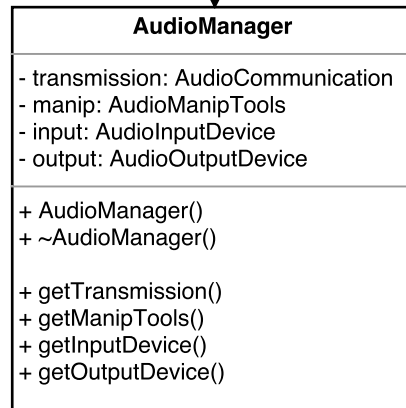 AudioManager
- transmission: AudioCommunication
- manip: AudioManipTools
- input: AudioInputDevice
- output: AudioOutputDevice
+ AudioManager()
+ ~AudioManager()
+ getTransmission()
+ getManipTools()
+ getInputDevice()
+ getOutputDevice()